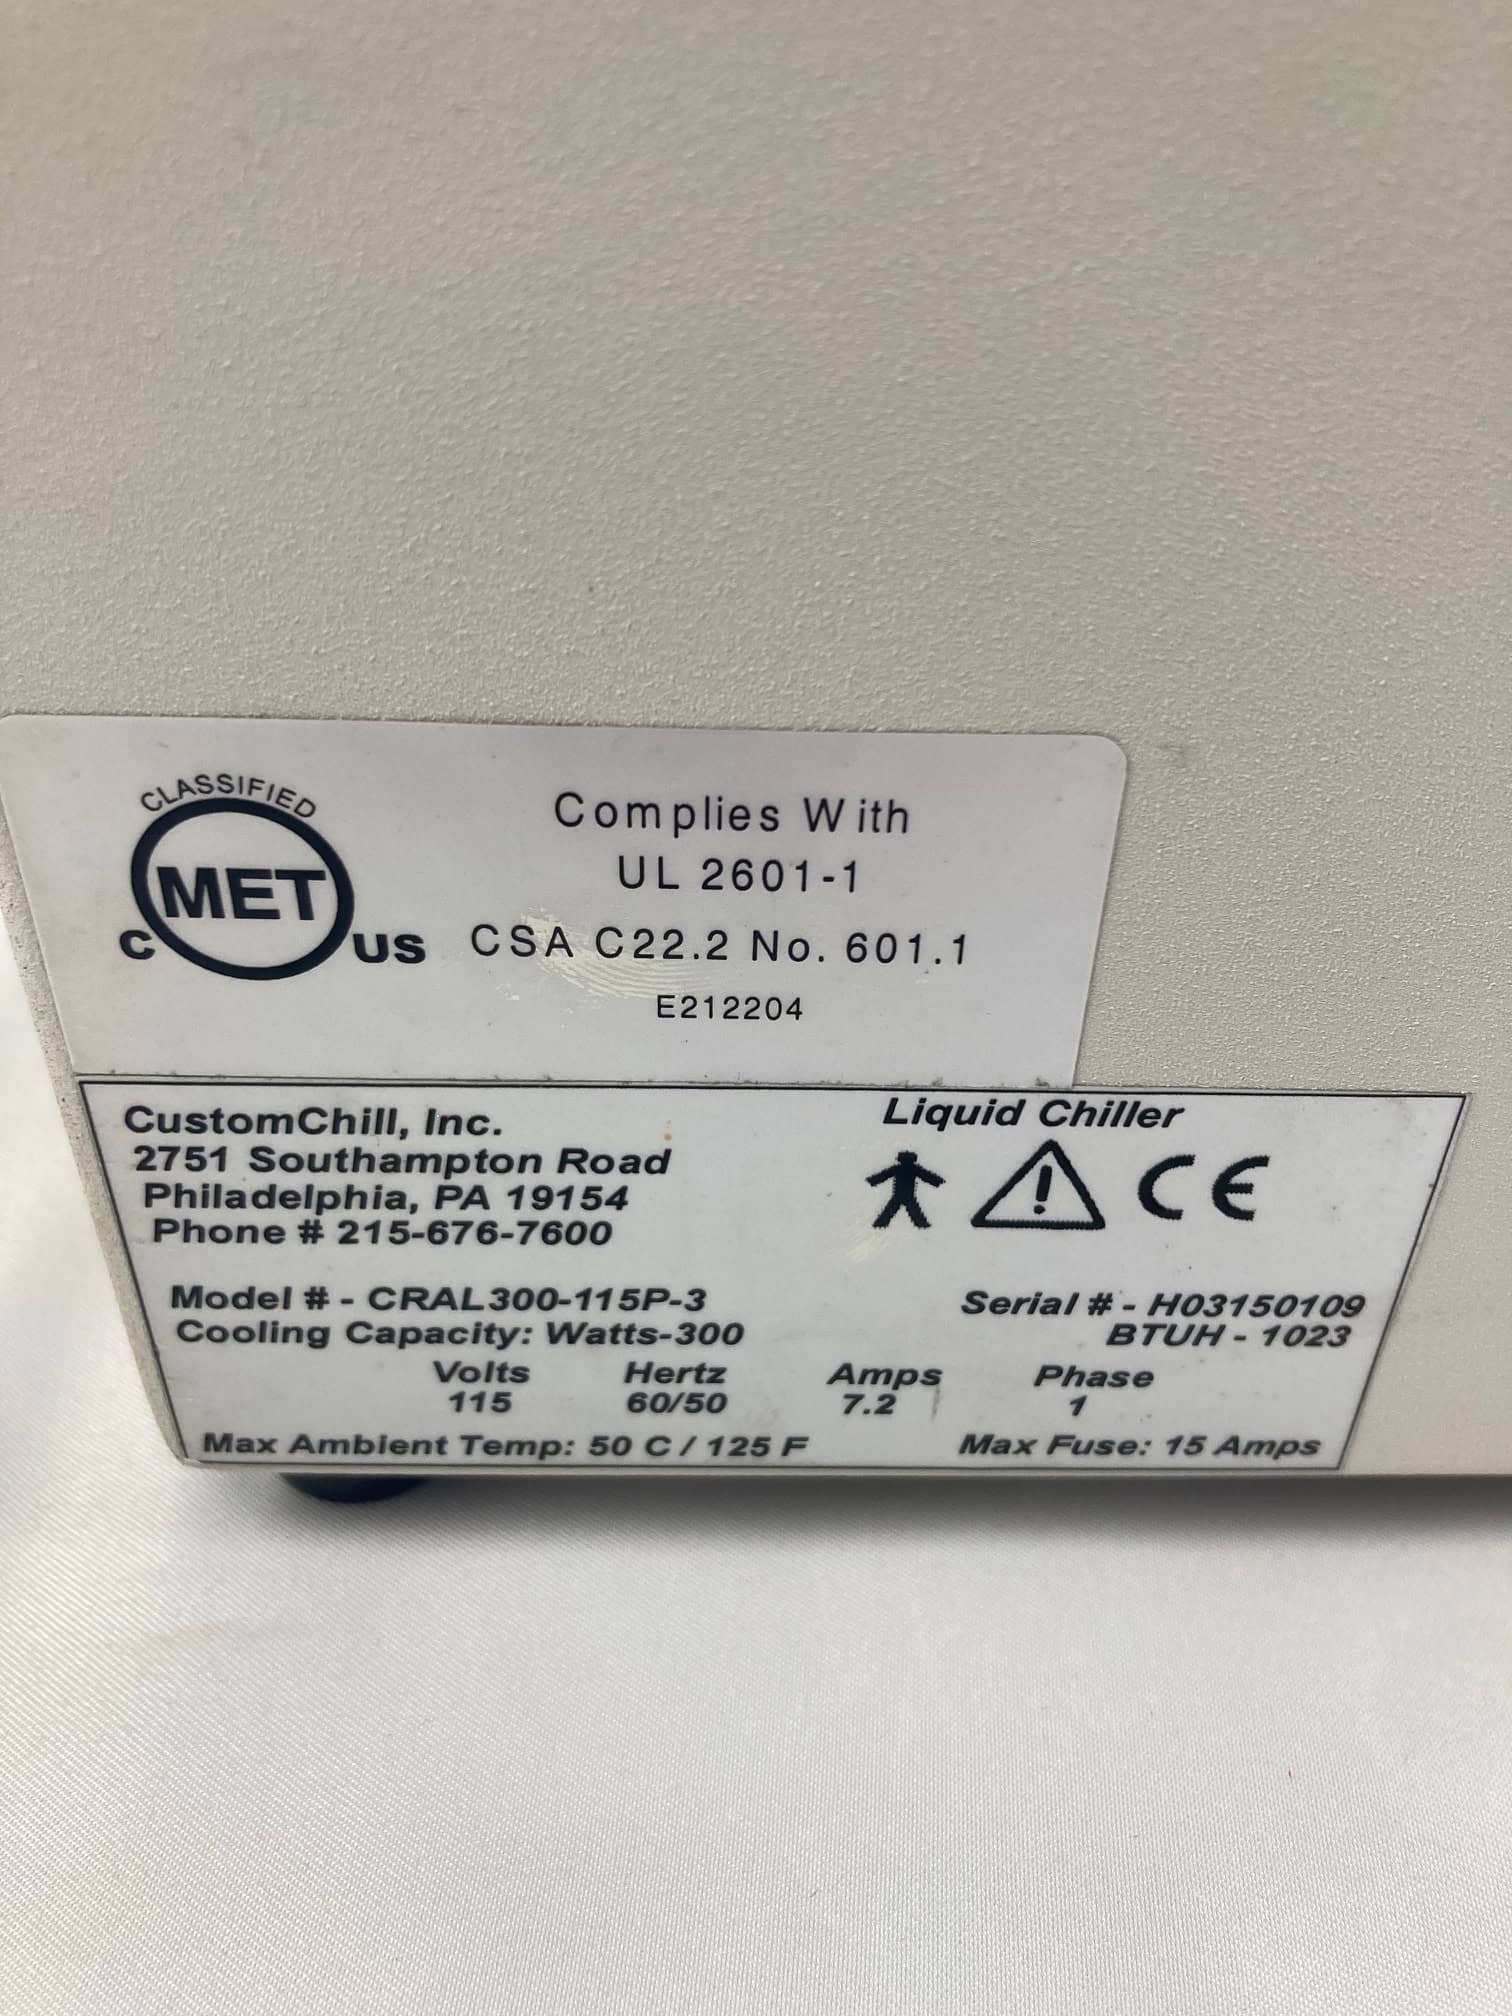 CLASSIFIED
MET
C US
Complies With
UL 2601-1
CSA C22.2 No. 601.1
E212204
CustomChill, Inc.
2751 Southampton Road
Philadelphia, PA 19154
Phone # 215-676-7600
Liquid Chiller
CE
Model # - CRAL300-115P-3
Serial # - H03150109
Cooling Capacity: Watts-300
BTUH - 1023
Volts Hertz Amps Phase
115 60/50 7.2 1
Max Ambient Temp: 50 C / 125 F
Max Fuse: 15 Amps